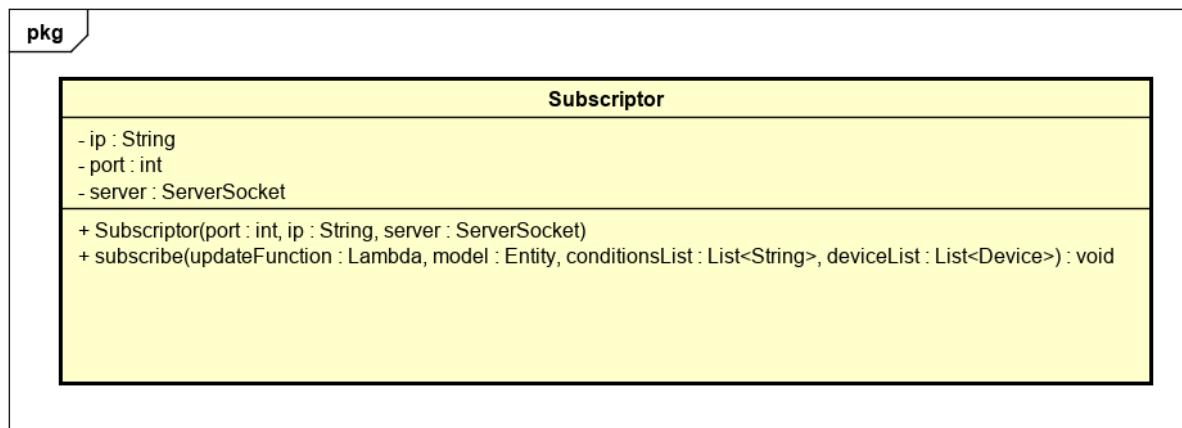 pkg
Subscriptor
- ip : String
- port : int
- server : ServerSocket
+ Subscriptor(port : int, ip : String, server : ServerSocket)
+ subscribe(updateFunction : Lambda, model : Entity, conditionsList : List<String>, deviceList : List<Device>) : void